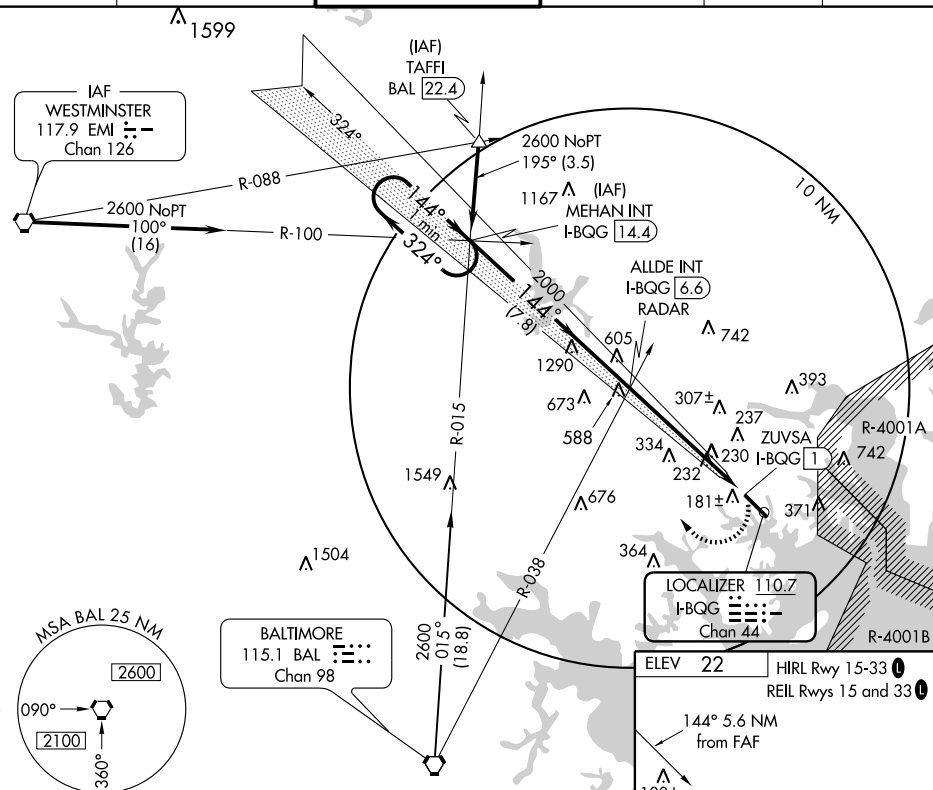 1599
(IAF)
TAFFI
BAL 22.4
IAF
WESTMINSTER
117.9 EMI
Chan 126
324°
2600 NoPT
195° (3.5)
R-088
1167
(IAF)
MEHAN INT
I-BQG 14.4
10 NM
2600 NoPT
100°
(16)
R-100
144°
1 min
324°
2000
144°
(7.8)
ALLDE INT
I-BQG 6.6
RADAR
742
605
1290
393
673
307±
588
237
R-4001A
R-015
334
230
232
ZUVSA
I-BQG 1
742
1549
181±
371
676
1504
R-038
364
LOCALIZER 110.7
I-BQG
Chan 44
R-4001B
MSA BAL 25 NM
2600
090°
2100
360°
BALTIMORE
115.1 BAL
Chan 98
2600
015°
(18.8)
ELEV 22
HIRL Rwy 15-33 L
REIL Rwys 15 and 33 L
144° 5.6 NM
from FAF